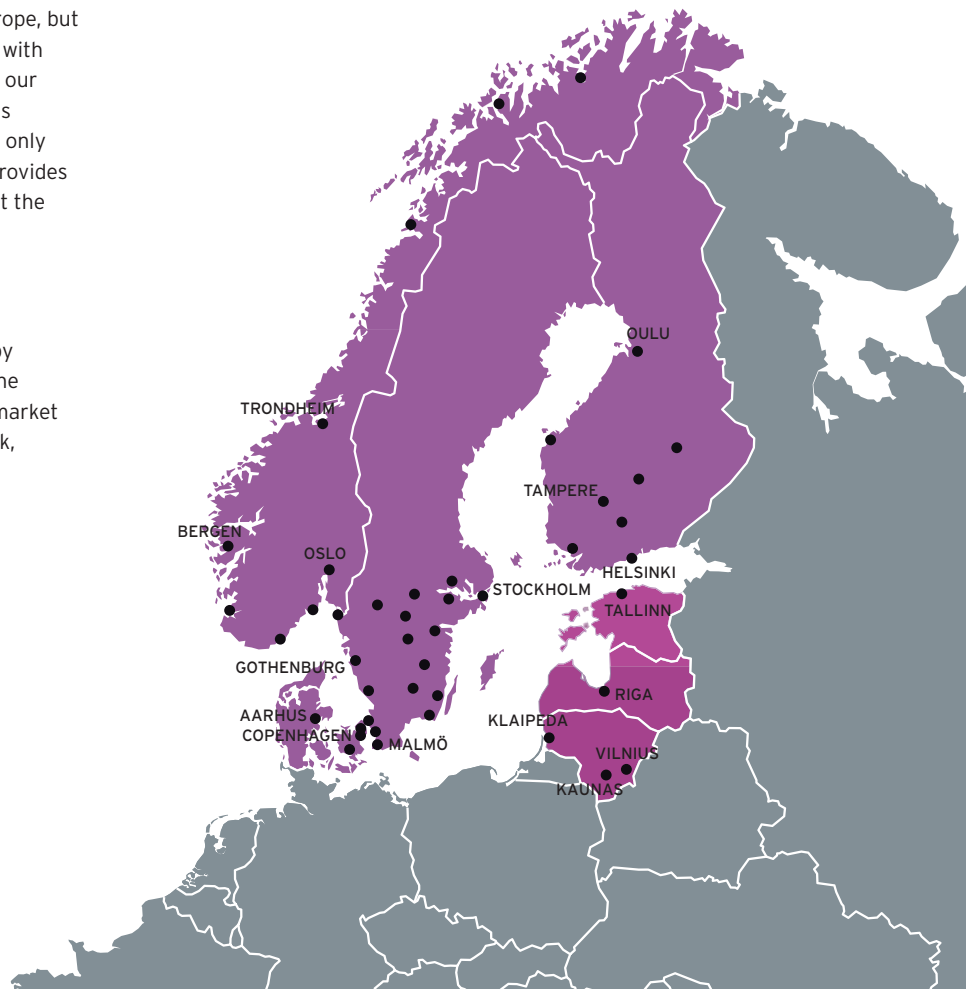 rope, but
with
our
s
only
rovides
t the
by
he
market
k,
OULU
TRONDHEIM
TAMPERE
BERGEN
OSLO
HELSINKI
STOCKHOLM
TALLINN
GOTHENBURG
RIGA
AARHUS
KLAIPEDA
COPENHAGEN
MALMÖ
VILNIUS
KAUNAS